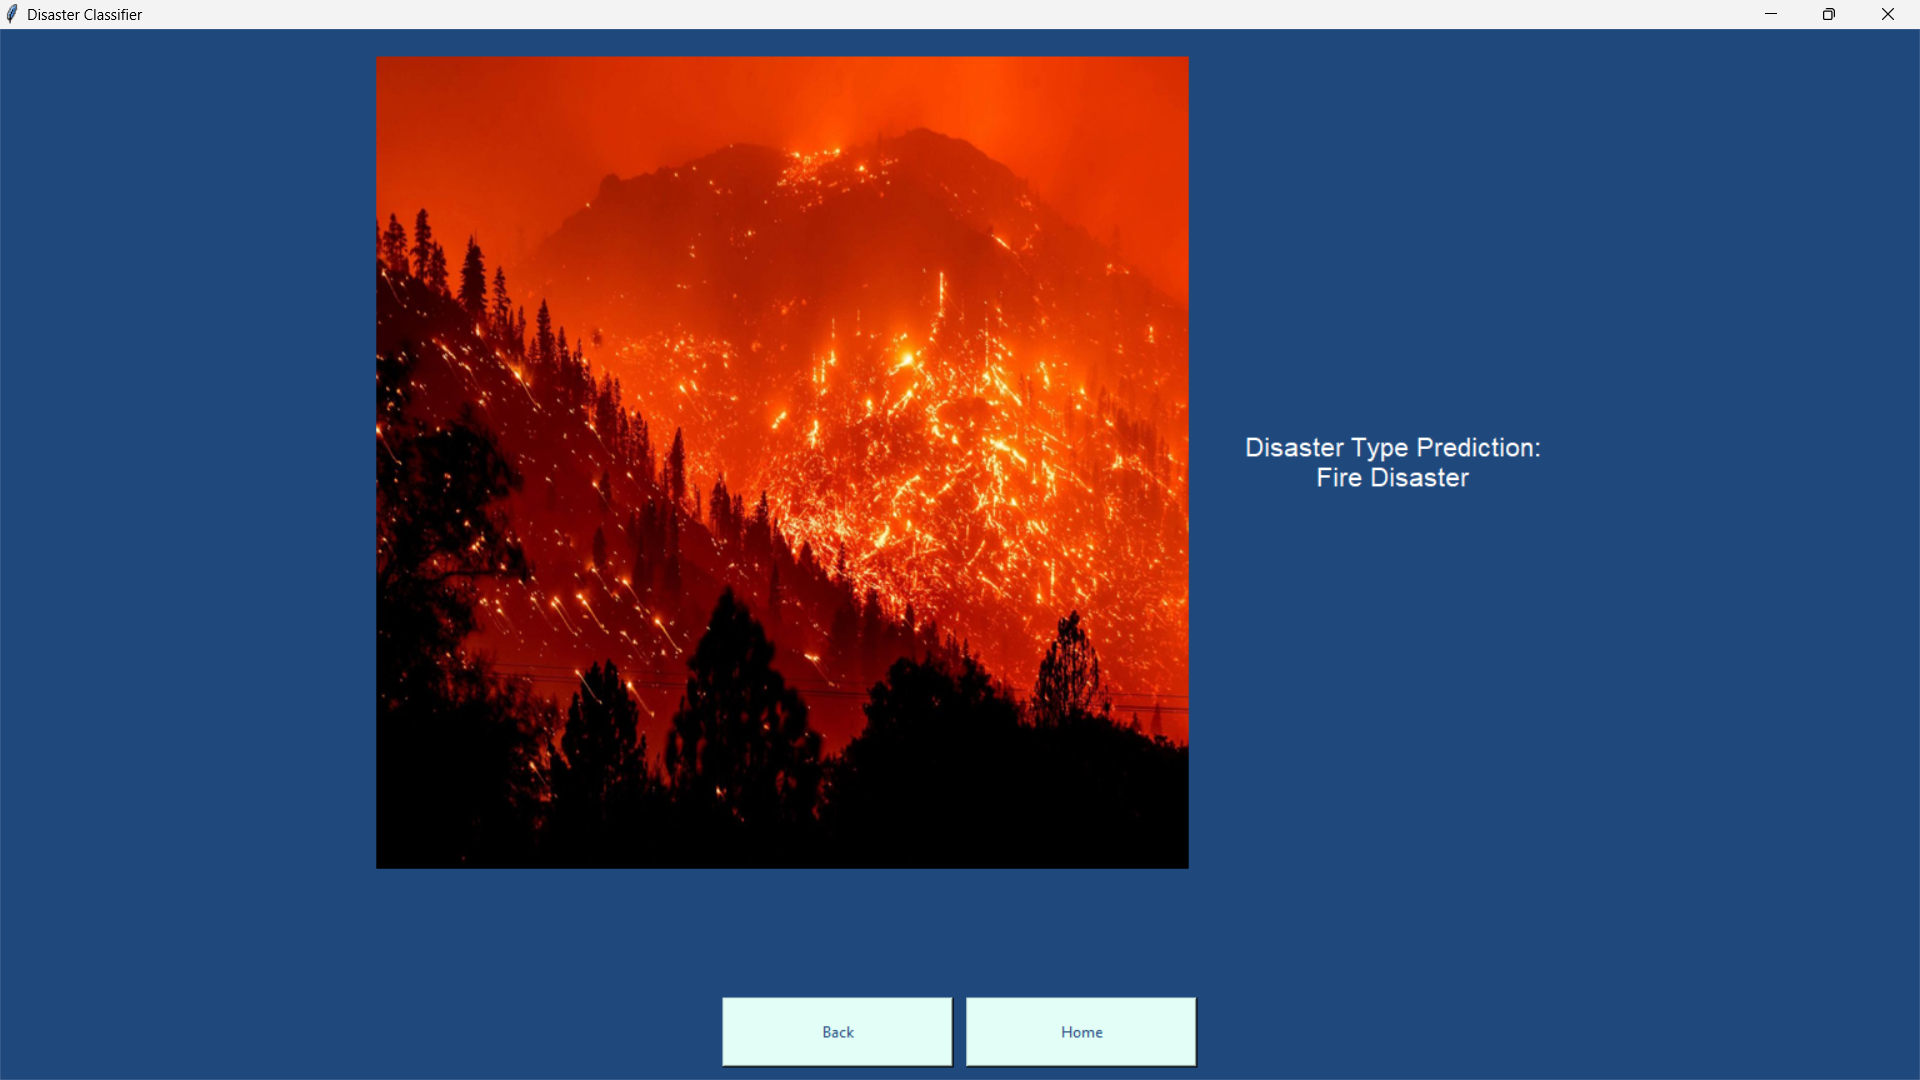 Disaster Classifier
Disaster Type Prediction:
Fire Disaster
Back
Home